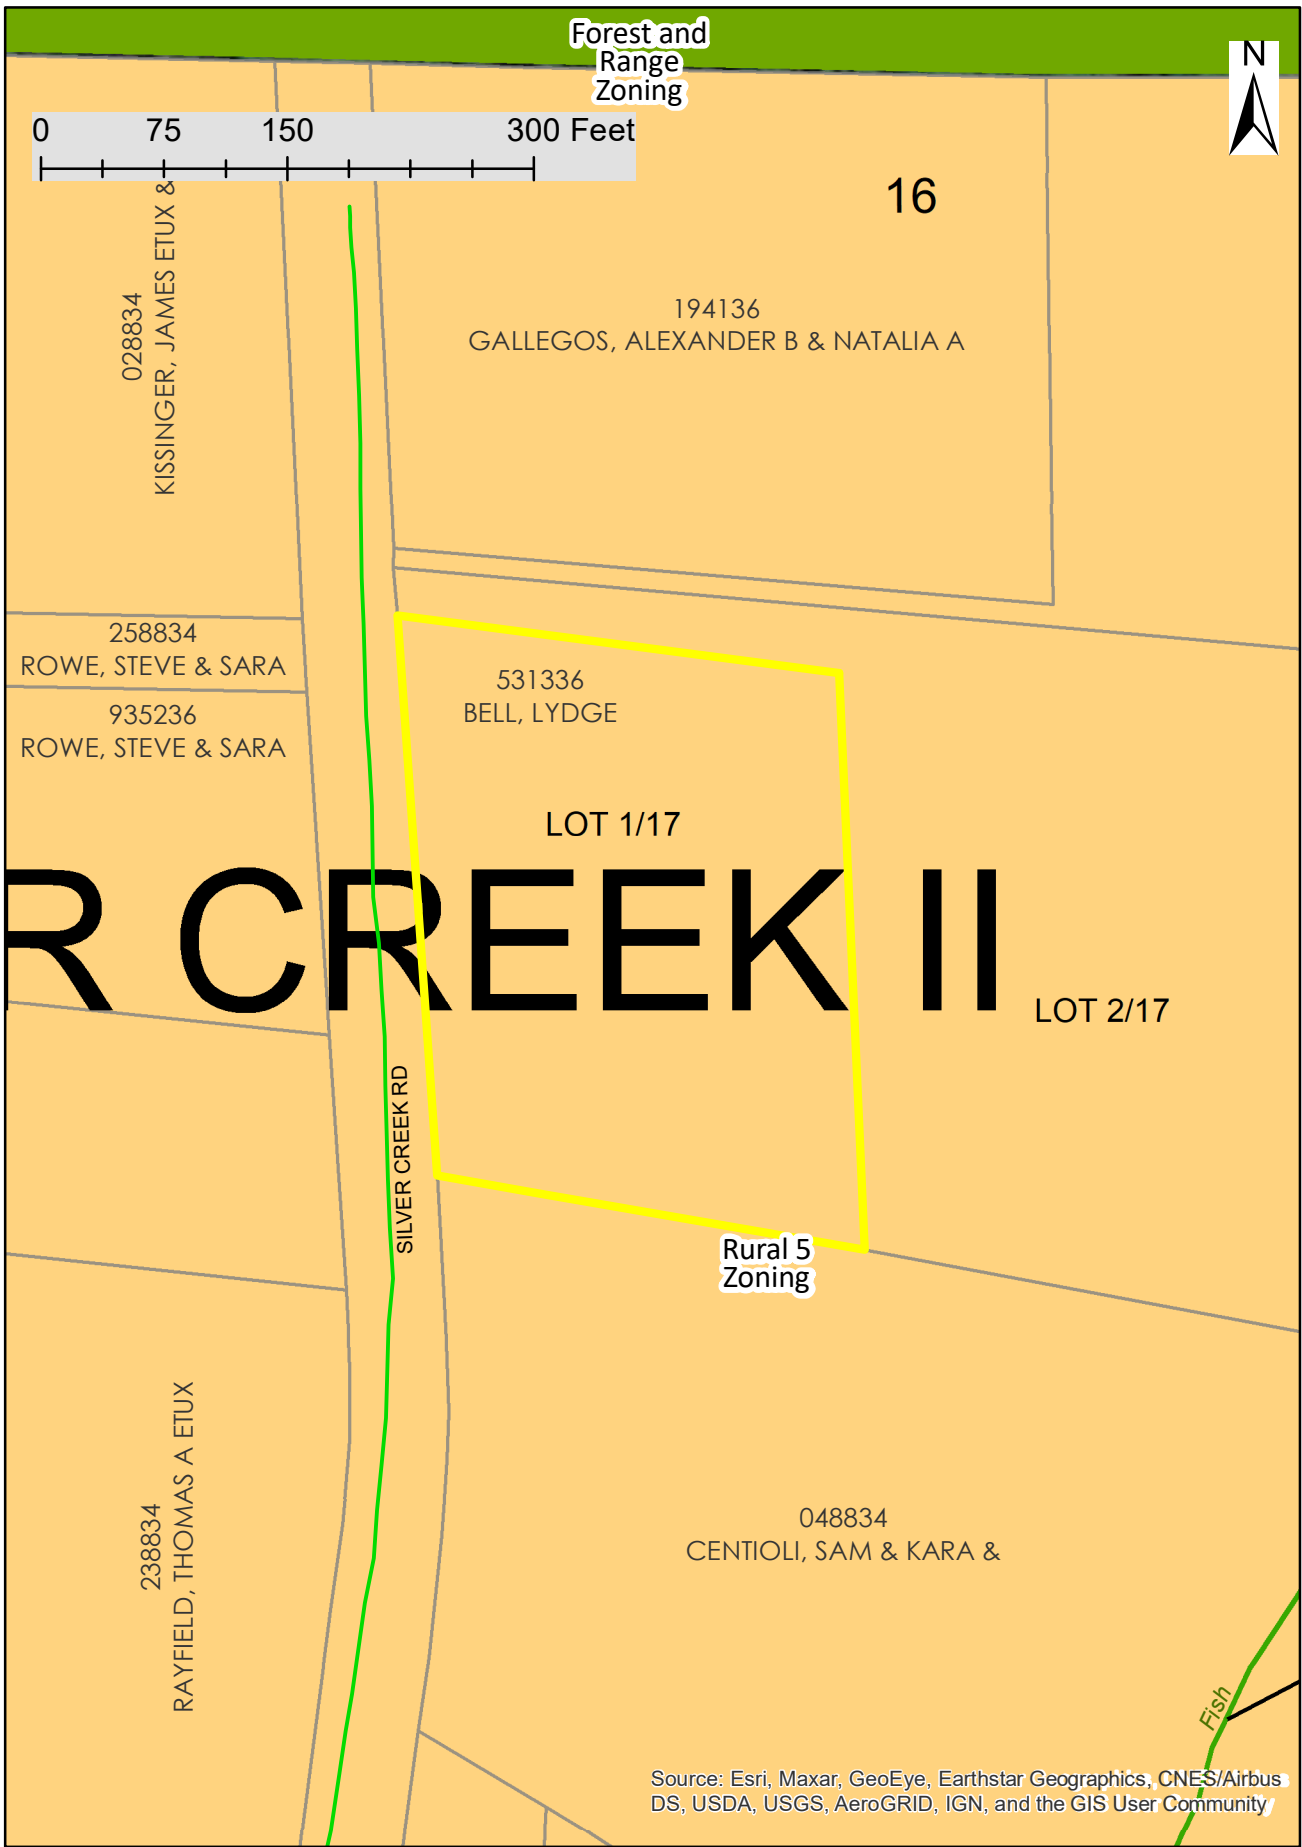 Forest and
Range
Zoning
N
0 75 150 300 Feet
16
028834
KISSINGER, JAMES ETUX &
194136
GALLEGOS, ALEXANDER B & NATALIA A
258834
ROWE, STEVE & SARA
935236
ROWE, STEVE & SARA
531336
BELL, LYDGE
LOT 1/17
R CREEK II
LOT 2/17
SILVER CREEK RD
Rural 5
Zoning
238834
RAYFIELD, THOMAS A ETUX
048834
CENTIOLI, SAM & KARA &
Fish
Source: Esri, Maxar, GeoEye, Earthstar Geographics, CNES/Airbus
DS, USDA, USGS, AeroGRID, IGN, and the GIS User Community